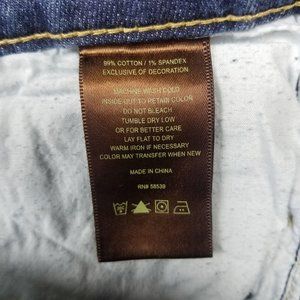 99% COTTON / 1% SPANDEX
EXCLUSIVE OF DECORATION
MACHINE WASH COLD
INSIDE OUT TO RETAIN COLOR
DO NOT BLEACH
TUMBLE DRY LOW
OR FOR BETTER CARE
LAY FLAT TO DRY
WARM IRON IF NECESSARY
COLOR MAY TRANSFER WHEN NEW
MADE IN CHINA
RN# 58539